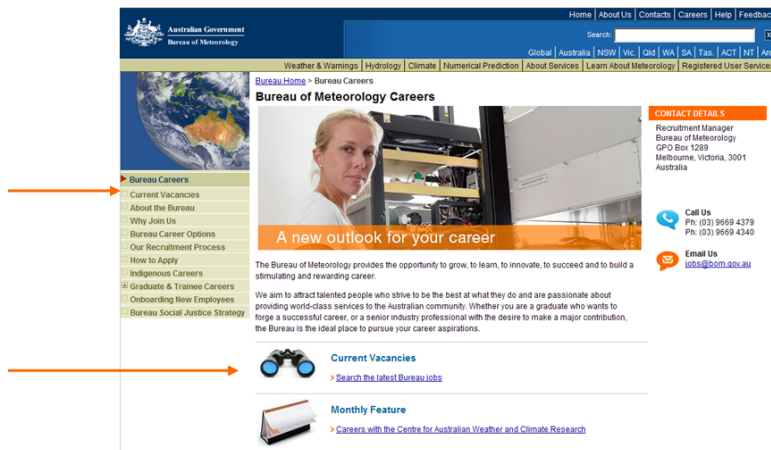 Home | About Us | Contacts | Careers | Help | Feedbac
Australian Government
Bureau of Meteorology
Search:
Global | Australia | NSW | Vic. | Qld | WA | SA | Tas. | ACT | NT | An
Weather & Warnings | Hydrology | Climate | Numerical Prediction | About Services | Learn About Meteorology | Registered User Service
Bureau Home > Bureau Careers
Bureau of Meteorology Careers
Bureau Careers
Current Vacancies
About the Bureau
Why Join Us
Bureau Career Options
Our Recruitment Process
How to Apply
Indigenous Careers
Graduate & Trainee Careers
Onboarding New Employees
Bureau Social Justice Strategy
A new outlook for your career
The Bureau of Meteorology provides the opportunity to grow, to learn, to innovate, to succeed and to build a
stimulating and rewarding career.
We aim to attract talented people who strive to be the best at what they do and are passionate about
providing world-class services to the Australian community. Whether you are a graduate who wants to
forge a successful career, or a senior industry professional with the desire to make a major contribution,
the Bureau is the ideal place to pursue your career aspirations.
Current Vacancies
> Search the latest Bureau jobs
Monthly Feature
> Careers with the Centre for Australian Weather and Climate Research
CONTACT DETAILS
Recruitment Manager
Bureau of Meteorology
GPO Box 1289
Melbourne, Victoria, 3001
Australia
Call Us
Ph: (03) 9669 4379
Ph: (03) 9669 4340
Email Us
jobs@bom.gov.au